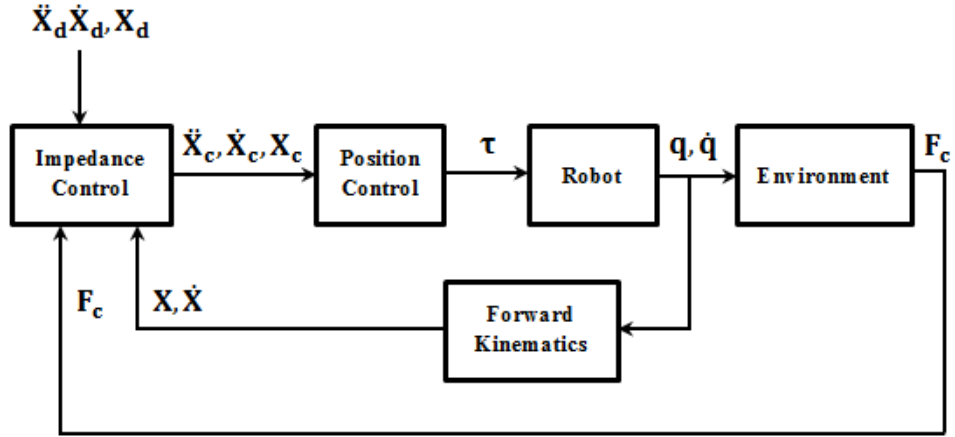 Ẍd Ẋd, Xd
Impedance
Control
Ẍc, Ẋc, Xc
Position
Control
τ
Robot
q, q̇
Environment
Fc
Fc
X, Ẋ
Forward
Kinematics